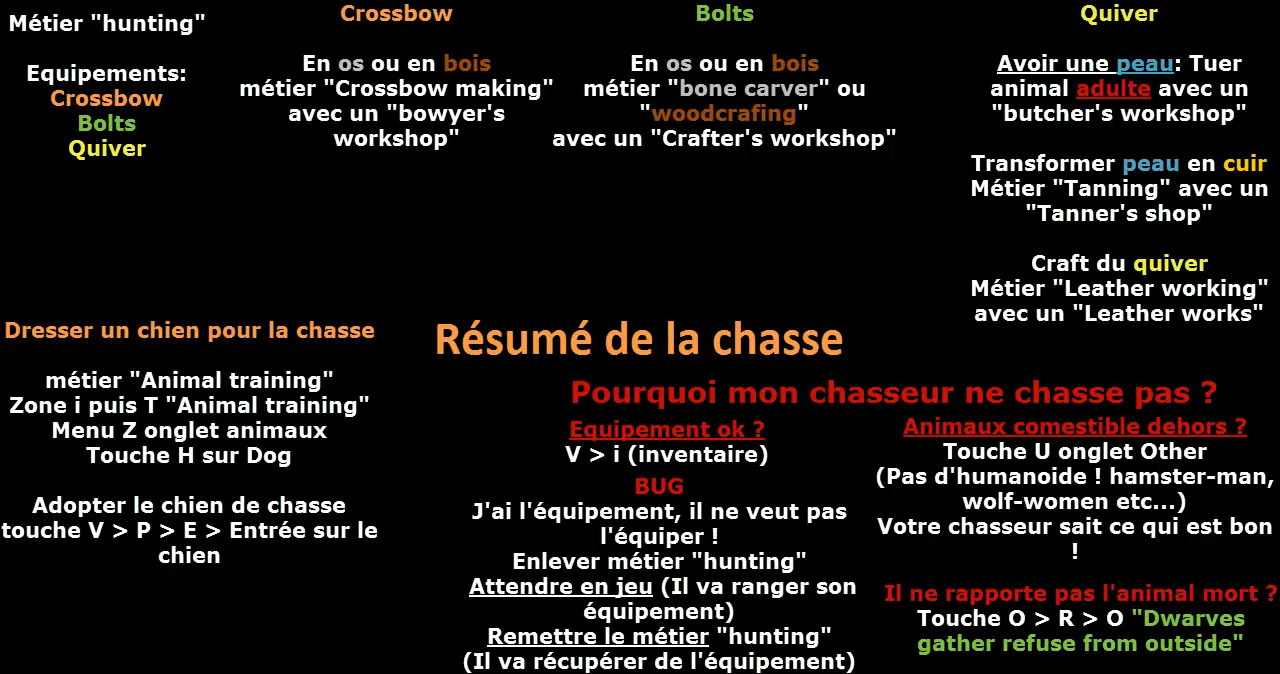 Métier "hunting"
Equipements:
Crossbow
Bolts
Quiver
Crossbow
En os ou en bois
métier "Crossbow making"
avec un "bowyer's
workshop"
Bolts
En os ou en bois
métier "bone carver" ou
"woodcrafing"
avec un "Crafter's workshop"
Quiver
Avoir une peau: Tuer
animal adulte avec un
"butcher's workshop"
Transformer peau en cuir
Métier "Tanning" avec un
"Tanner's shop"
Craft du quiver
Métier "Leather working"
avec un "Leather works"
Dresser un chien pour la chasse
métier "Animal training"
Zone i puis T "Animal training"
Menu Z onglet animaux
Touche H sur Dog
Adopter le chien de chasse
touche V > P > E > Entrée sur le
chien
Résumé de la chasse
Pourquoi mon chasseur ne chasse pas ?
Equipement ok ?
V > i (inventaire)
BUG
J'ai l'équipement, il ne veut pas
l'équiper !
Enlever métier "hunting"
Attendre en jeu (Il va ranger son
équipement)
Remettre le métier "hunting"
(Il va récupérer de l'équipement)
Animaux comestible dehors ?
Touche U onglet Other
(Pas d'humanoide ! hamster-man,
wolf-women etc...)
Votre chasseur sait ce qui est bon
!
Il ne rapporte pas l'animal mort ?
Touche O > R > O "Dwarves
gather refuse from outside"